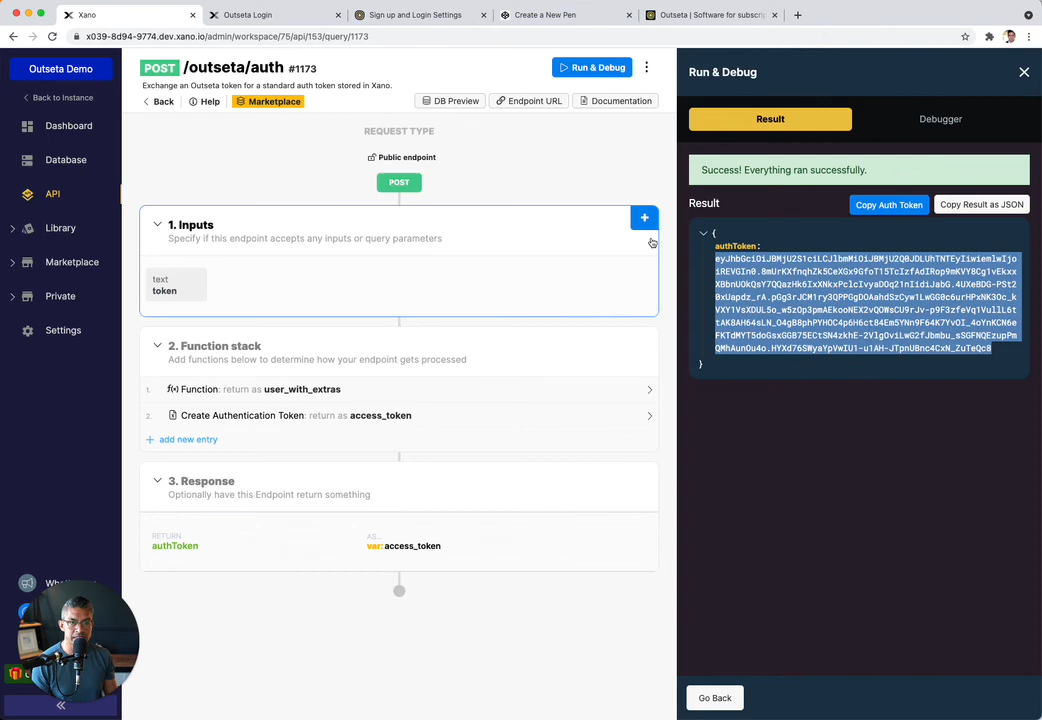 Xano
Outseta Login
Sign up and Login Settings
Create a New Pen
Outseta | Software for subscrip
x039-8d94-9774.dev.xano.io/admin/workspace/75/api/153/query/1173
Outseta Demo
Back to Instance
Dashboard
Database
API
Library
Marketplace
Private
Settings
POST /outseta/auth #1173
Run & Debug
Exchange an Outseta token for a standard auth token stored in Xano.
Back
Help
Marketplace
DB Preview
Endpoint URL
Documentation
REQUEST TYPE
Public endpoint
POST
1. Inputs
Specify if this endpoint accepts any inputs or query parameters
text
token
2. Function stack
Add functions below to determine how your endpoint gets processed
1. f(x) Function: return as user_with_extras
2. Create Authentication Token: return as access_token
+ add new entry
3. Response
Optionally have this Endpoint return something
RETURN
authToken
AS...
var: access_token
Run & Debug
Result
Debugger
Success! Everything ran successfully.
Result
Copy Auth Token
Copy Result as JSON
{
authToken:
}
Go Back